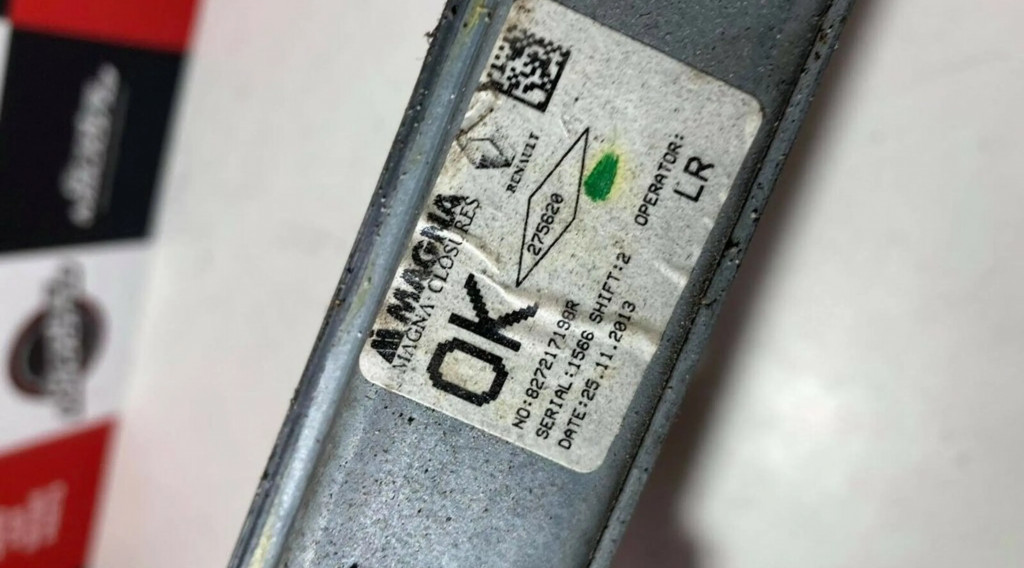 RENAULT
275620
OPERATOR:
LR
MAGNA
MAGNA CLOSURES
OK
NO:827217198R
SERIAL:1566 SHIFT:2
DATE:25.11.2013